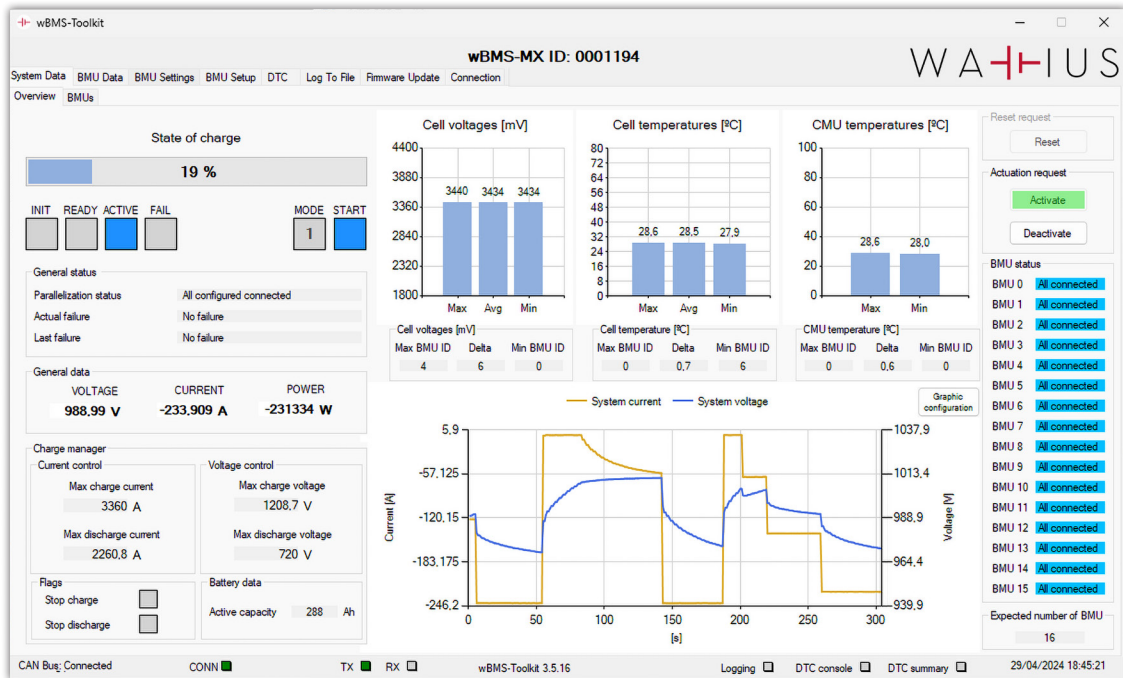 wBMS-Toolkit
wBMS-MX ID: 0001194
WATTIUS
System Data BMU Data BMU Settings BMU Setup DTC Log To File Firmware Update Connection
Overview BMUs
State of charge
19 %
INIT READY ACTIVE FAIL MODE START
1
General status
Parallelization status All configured connected
Actual failure No failure
Last failure No failure
General data
VOLTAGE CURRENT POWER
988,99 V -233,909 A -231334 W
Charge manager
Current control
Max charge current
3360 A
Max discharge current
2260,8 A
Voltage control
Max charge voltage
1208,7 V
Max discharge voltage
720 V
Flags
Stop charge
Stop discharge
Battery data
Active capacity 288 Ah
Cell voltages [mV]
4400
3880
3360
2840
2320
1800
3440 3434 3434
Max Avg Min
Cell voltages [mV]
Max BMU ID Delta Min BMU ID
4 6 0
Cell temperatures [ºC]
80
72
64
56
48
40
32
24
16
8
0
28,6 28,5 27,9
Max Avg Min
Cell temperature [ºC]
Max BMU ID Delta Min BMU ID
0 0,7 6
CMU temperatures [ºC]
100
80
60
40
20
0
28,6 28,0
Max Min
CMU temperature [ºC]
Max BMU ID Delta Min BMU ID
0 0,6 0
System current System voltage
Graphic
configuration
Current [A]
5,9
-57,125
-120,15
-183,175
-246,2
Voltage [V]
1037,9
1013,4
988,9
964,4
939,9
0 50 100 150 200 250 300
[s]
Reset request
Reset
Actuation request
Activate
Deactivate
BMU status
BMU 0 All connected
BMU 1 All connected
BMU 2 All connected
BMU 3 All connected
BMU 4 All connected
BMU 5 All connected
BMU 6 All connected
BMU 7 All connected
BMU 8 All connected
BMU 9 All connected
BMU 10 All connected
BMU 11 All connected
BMU 12 All connected
BMU 13 All connected
BMU 14 All connected
BMU 15 All connected
Expected number of BMU
16
CAN Bus: Connected CONN TX RX wBMS-Toolkit 3.5.16 Logging DTC console DTC summary 29/04/2024 18:45:21